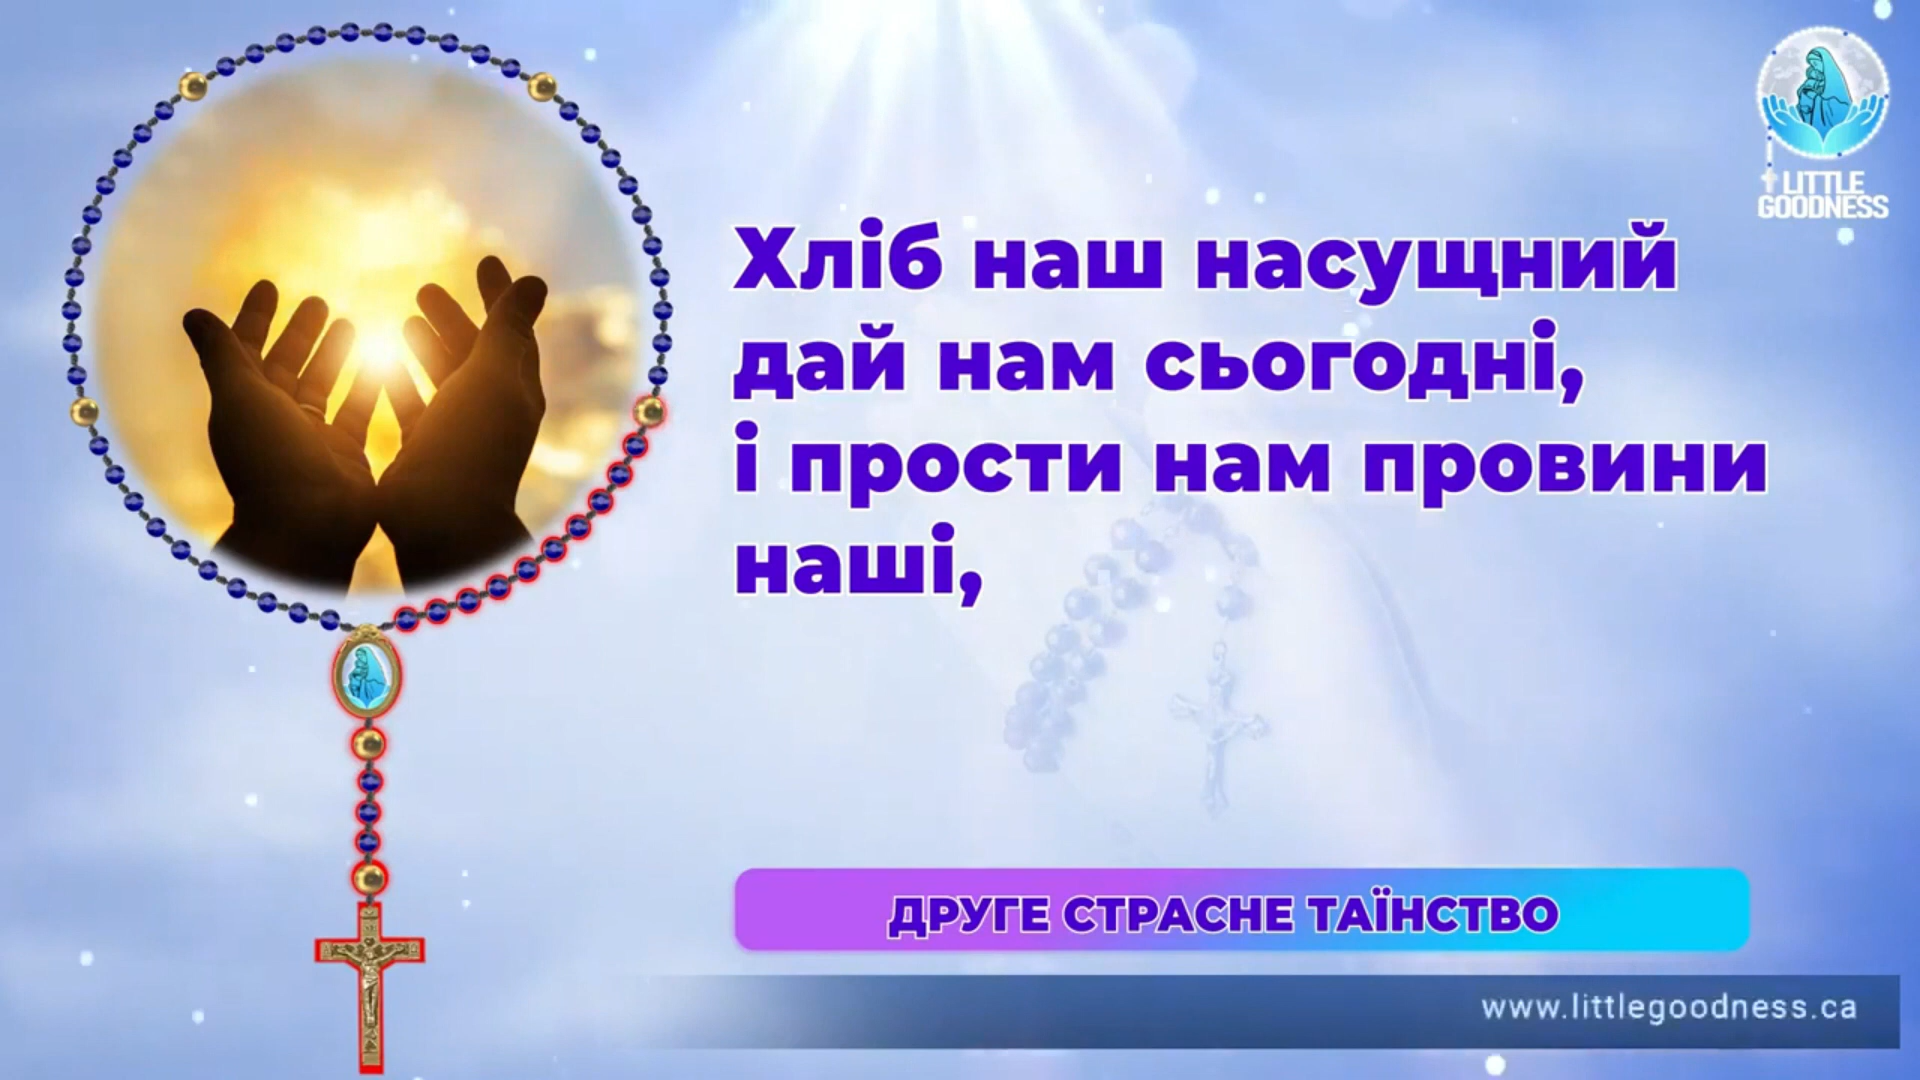 LITTLE
GOODNESS
Хліб наш насущний
дай нам сьогодні,
і прости нам провини
наші,
ДРУГЕ СТРАСНЕ ТАЇНСТВО
www.littlegoodness.ca